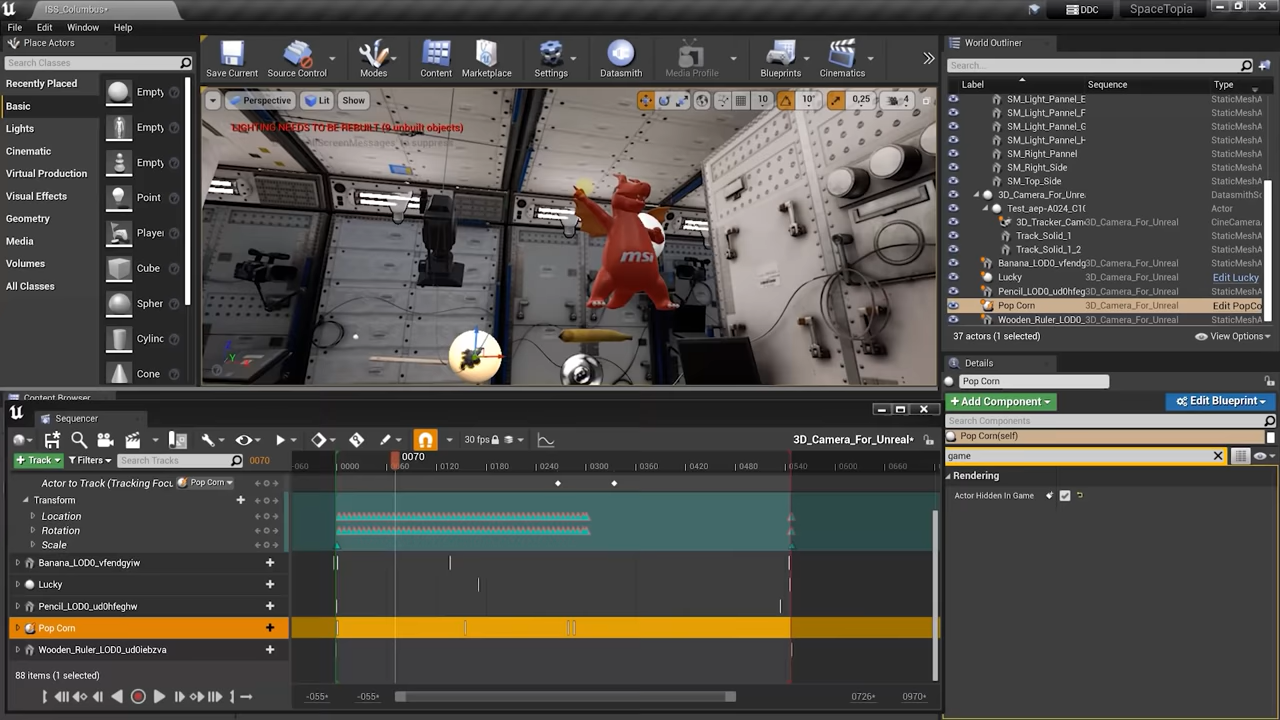 ISS_Columbus*
DDC
SpaceTopia
File Edit Window Help
Place Actors
Search Classes
Recently Placed
Basic
Lights
Cinematic
Virtual Production
Visual Effects
Geometry
Media
Volumes
All Classes
Empty
Empty
Empty
Point
Player
Cube
Spher
Cylind
Cone
Save Current
Source Control
Modes
Content
Marketplace
Settings
Datasmith
Media Profile
Blueprints
Cinematics
Perspective
Lit
Show
10
10°
0,25
4
LIGHTING NEEDS TO BE REBUILT (9 unbuilt objects)
msi
World Outliner
Search...
Label Sequence Type
SM_Light_Pannel_E StaticMeshA
SM_Light_Pannel_F StaticMeshA
SM_Light_Pannel_G StaticMeshA
SM_Light_Pannel_H StaticMeshA
SM_Right_Panel StaticMeshA
SM_Right_Side StaticMeshA
SM_Top_Side StaticMeshA
3D_Camera_For_Unre DatasmithSc
Test_aep-A024_C1 Actor
3D_Tracker_Cam 3D_Camera_For_Unreal CineCamera
Track_Solid_1 StaticMeshA
Track_Solid_1_2 StaticMeshA
Banana_LOD0_vfendg 3D_Camera_For_Unreal StaticMeshA
Lucky 3D_Camera_For_Unreal Edit Lucky
Pencil_LOD0_ud0hfeg 3D_Camera_For_Unreal StaticMeshA
Pop Corn 3D_Camera_For_Unreal Edit PopCo
Wooden_Ruler_LOD0_ 3D_Camera_For_Unreal StaticMeshA
37 actors (1 selected)
View Options
Details
Pop Corn
+ Add Component
Edit Blueprint
Search Components
Pop Corn(self)
game
Rendering
Actor Hidden In Game
Content Browser
Sequencer
30 fps
3D_Camera_For_Unreal*
+ Track
Filters
Search Tracks
0070
0070
-060 0000 0060 0120 0180 0240 0300 0360 0420 0480 0540 0600 0660
Actor to Track (Tracking Focu
Pop Corn
Transform
Location
Rotation
Scale
Banana_LOD0_vfendgyiw
Lucky
Pencil_LOD0_ud0hfeghw
Pop Corn
Wooden_Ruler_LOD0_ud0iebzva
88 items (1 selected)
-055+
-055+
0726+
0970+